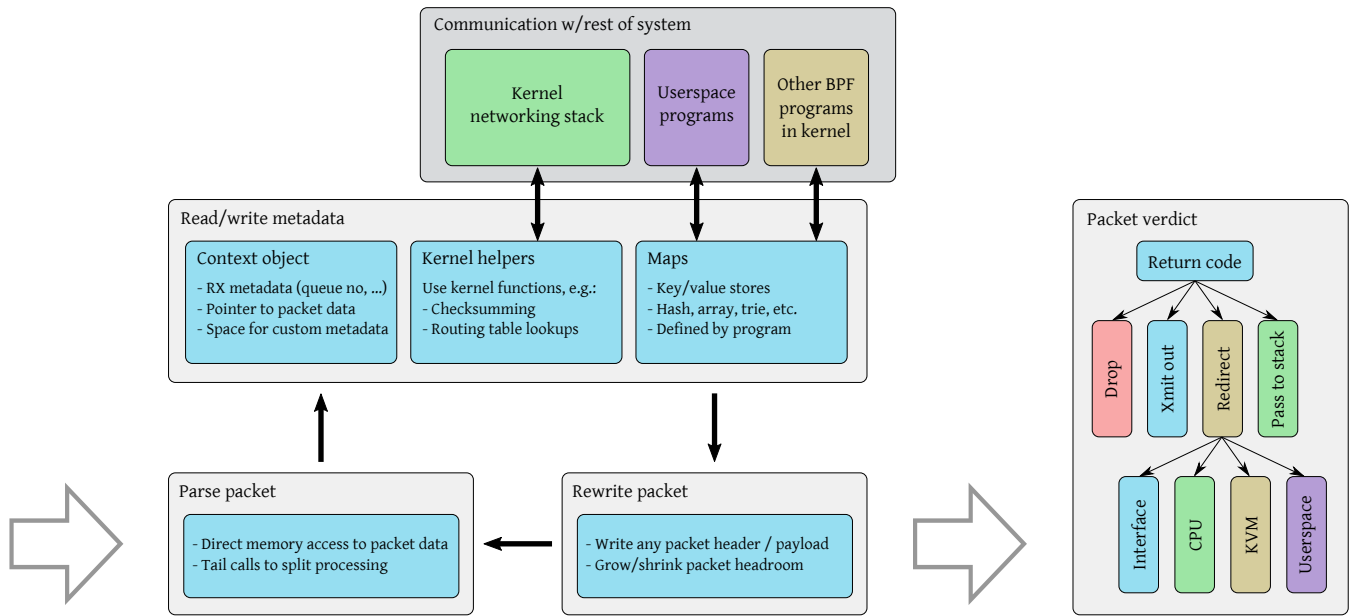 Communication w/rest of system
Kernel
networking stack
Userspace
programs
Other BPF
programs
in kernel
Read/write metadata
Context object
- RX metadata (queue no, ...)
- Pointer to packet data
- Space for custom metadata
Kernel helpers
Use kernel functions, e.g.:
- Checksumming
- Routing table lookups
Maps
- Key/value stores
- Hash, array, trie, etc.
- Defined by program
Parse packet
- Direct memory access to packet data
- Tail calls to split processing
Rewrite packet
- Write any packet header / payload
- Grow/shrink packet headroom
Packet verdict
Return code
Drop
Xmit out
Redirect
Pass to stack
Interface
CPU
KVM
Userspace